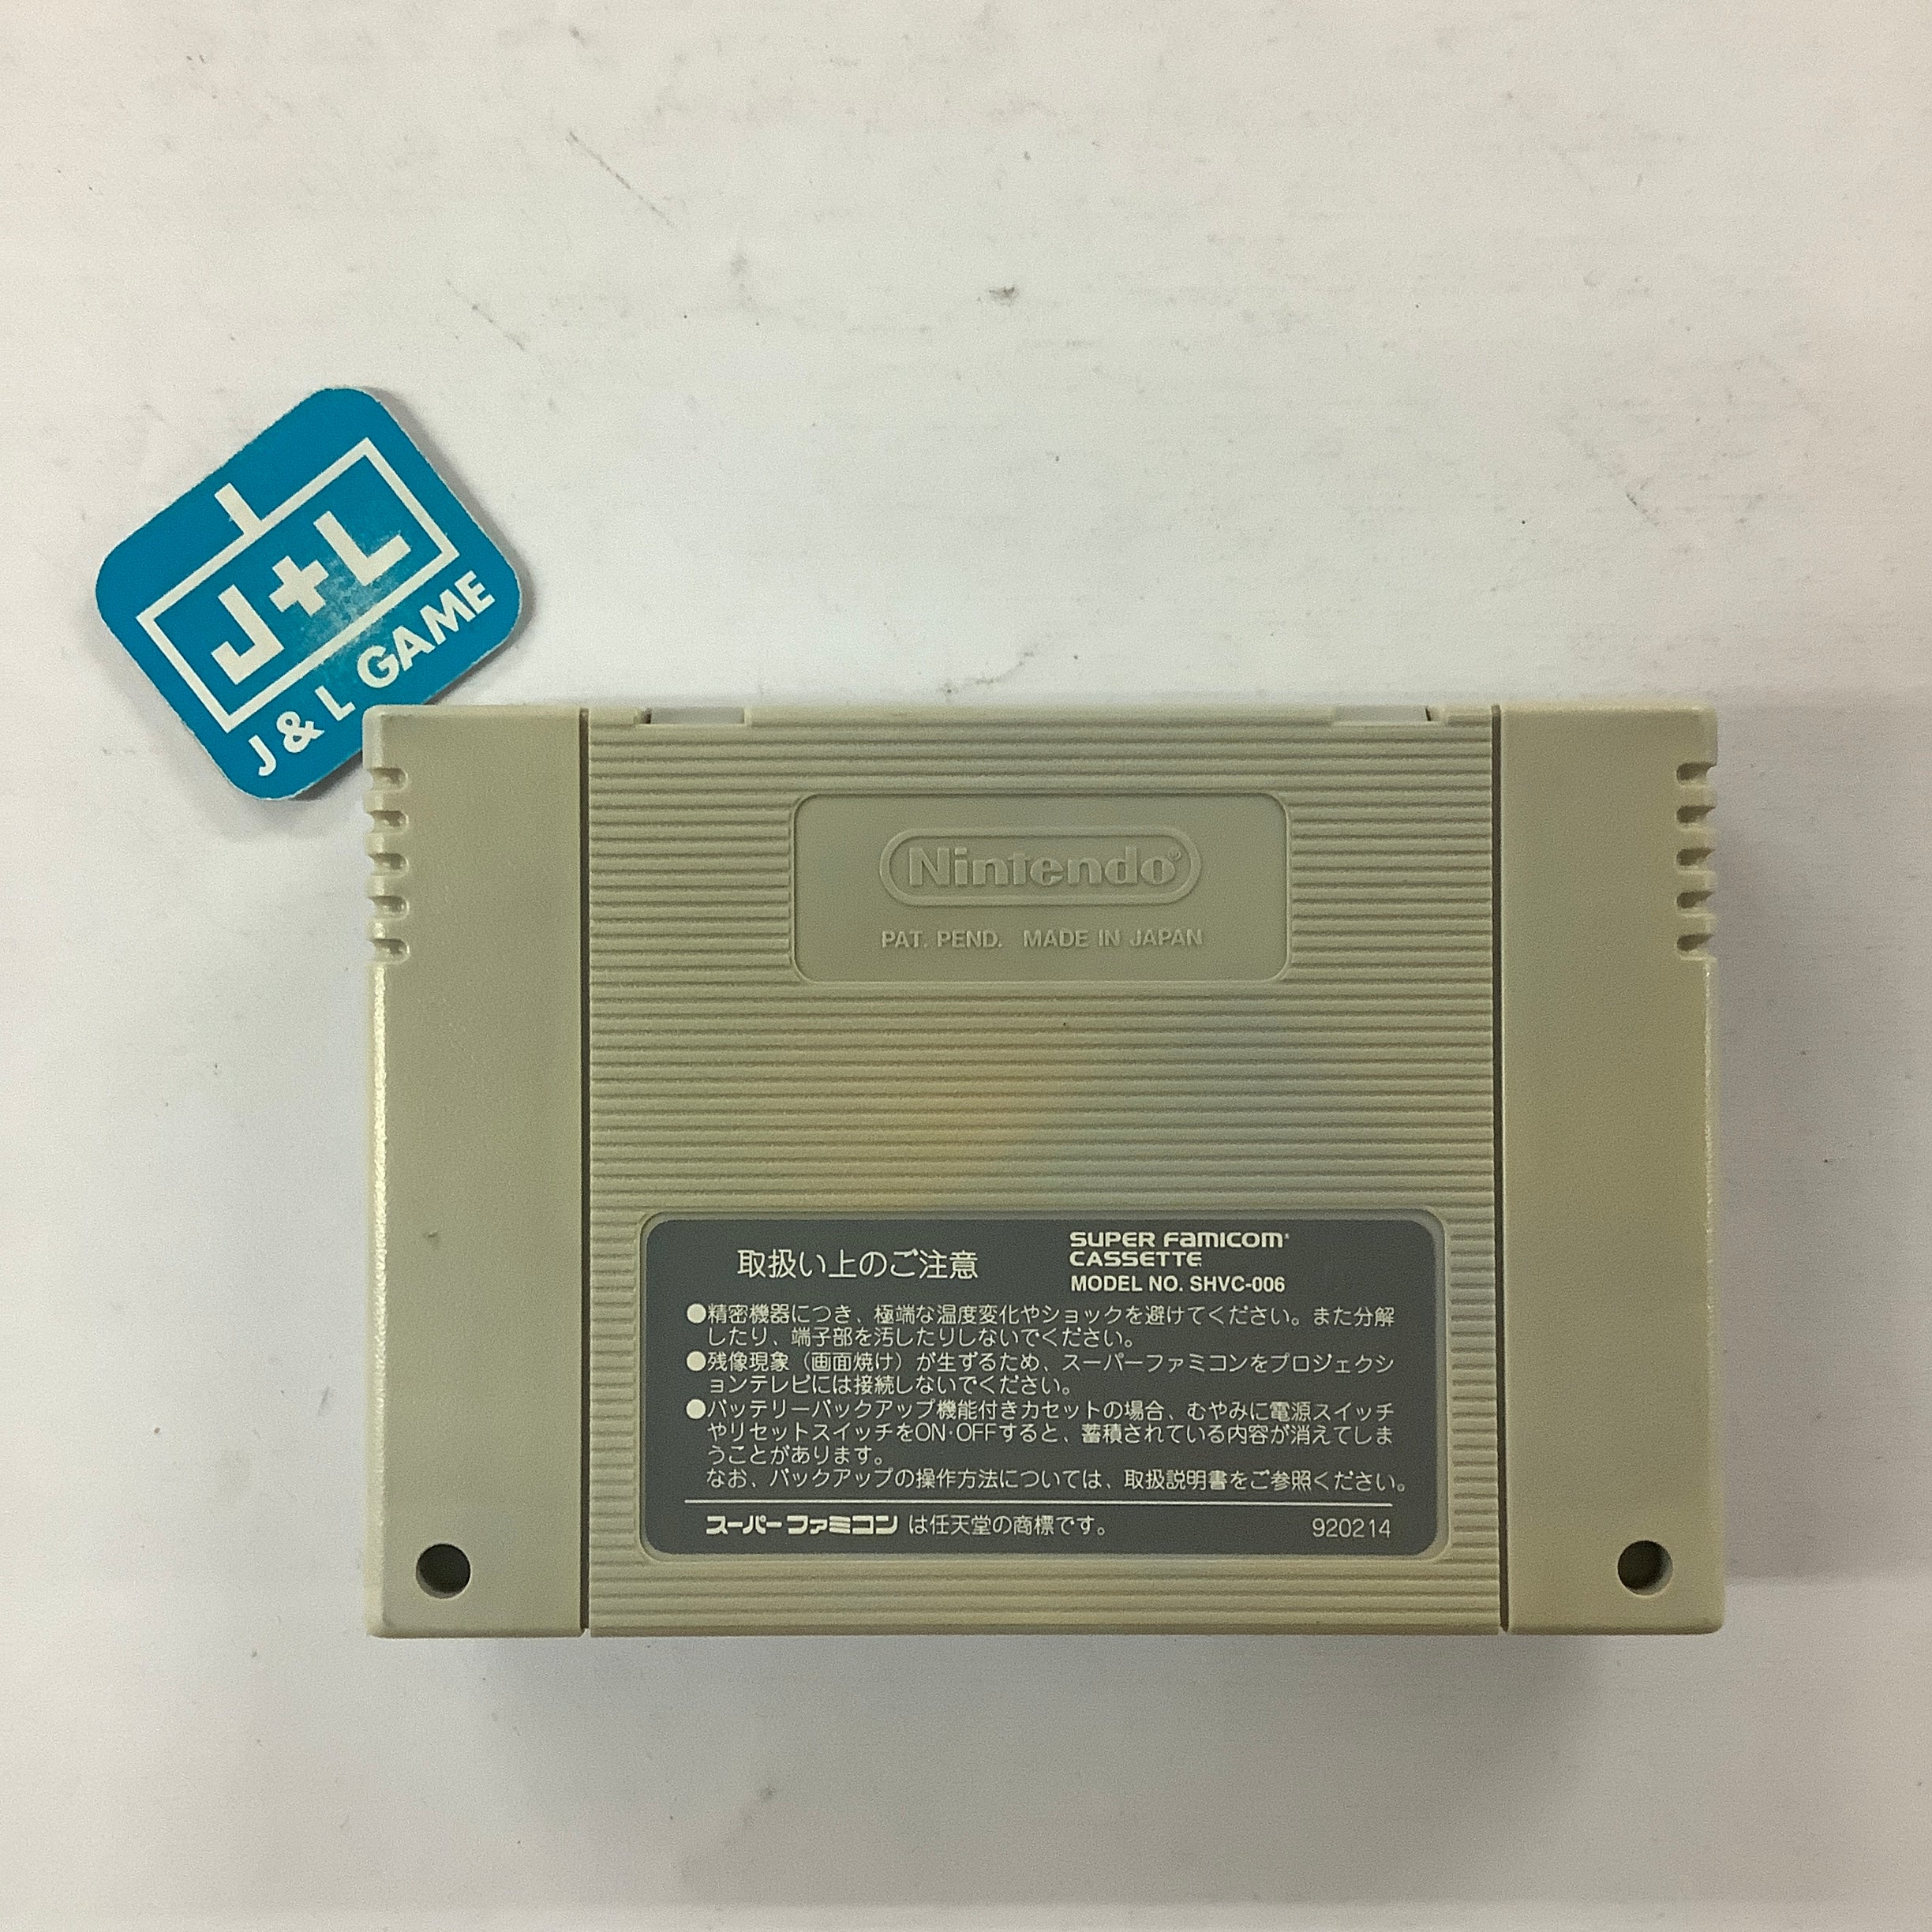 J+L
J & L GAME
Nintendo®
PAT. PEND. MADE IN JAPAN
取扱い上のご注意
SUPER FAMICOM
CASSETTE
MODEL NO. SHVC-006
●精密機器につき、極端な温度変化やショックを避けてください。また分解
したり、端子部を汚したりしないでください。
●残像現象（画面焼け）が生ずるため、スーパーファミコンをプロジェクシ
ョンテレビには接続しないでください。
●バッテリーバックアップ機能付きカセットの場合、むやみに電源スイッチ
やリセットスイッチをON·OFFすると、蓄積されている内容が消えてしま
うことがあります。
なお、バックアップの操作方法については、取扱説明書をご参照ください。
スーパーファミコン は任天堂の商標です。
920214